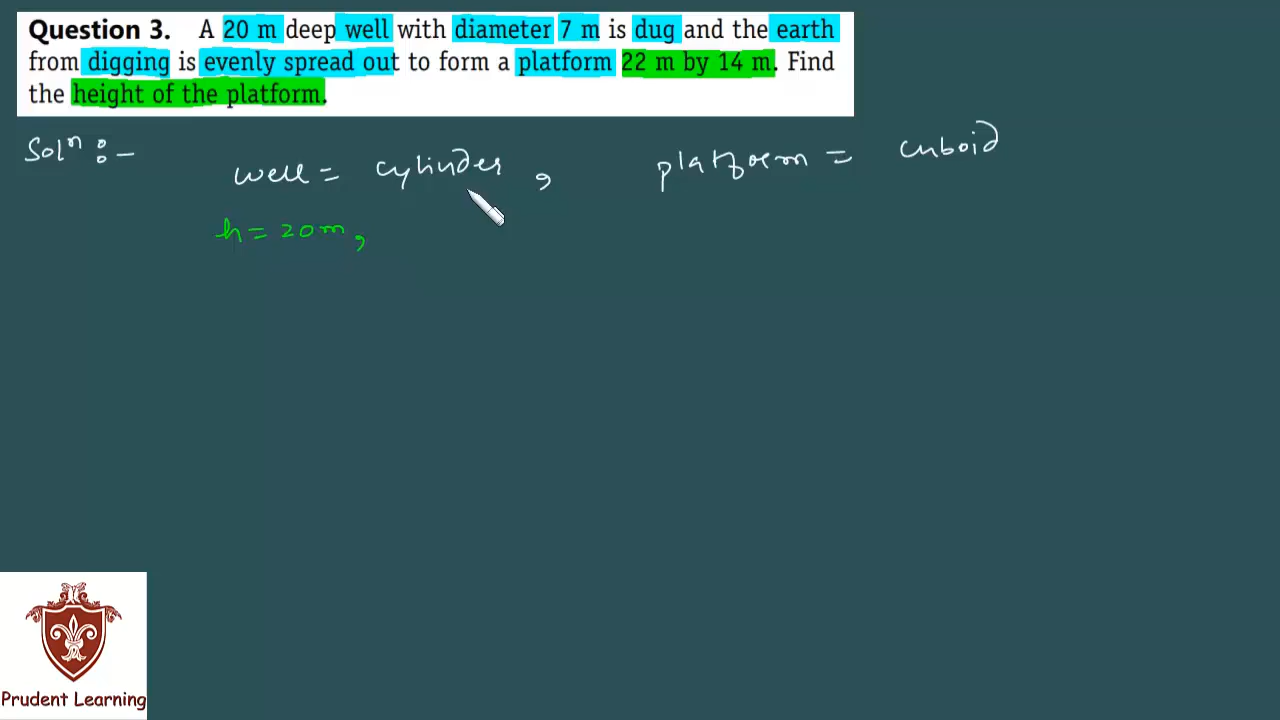 Question 3. A 20 m deep well with diameter 7 m is dug and the earth
from digging is evenly spread out to form a platform 22 m by 14 m. Find
the height of the platform.
Solⁿ :- well = cylinder, platform = cuboid
h = 20m,
Prudent Learning